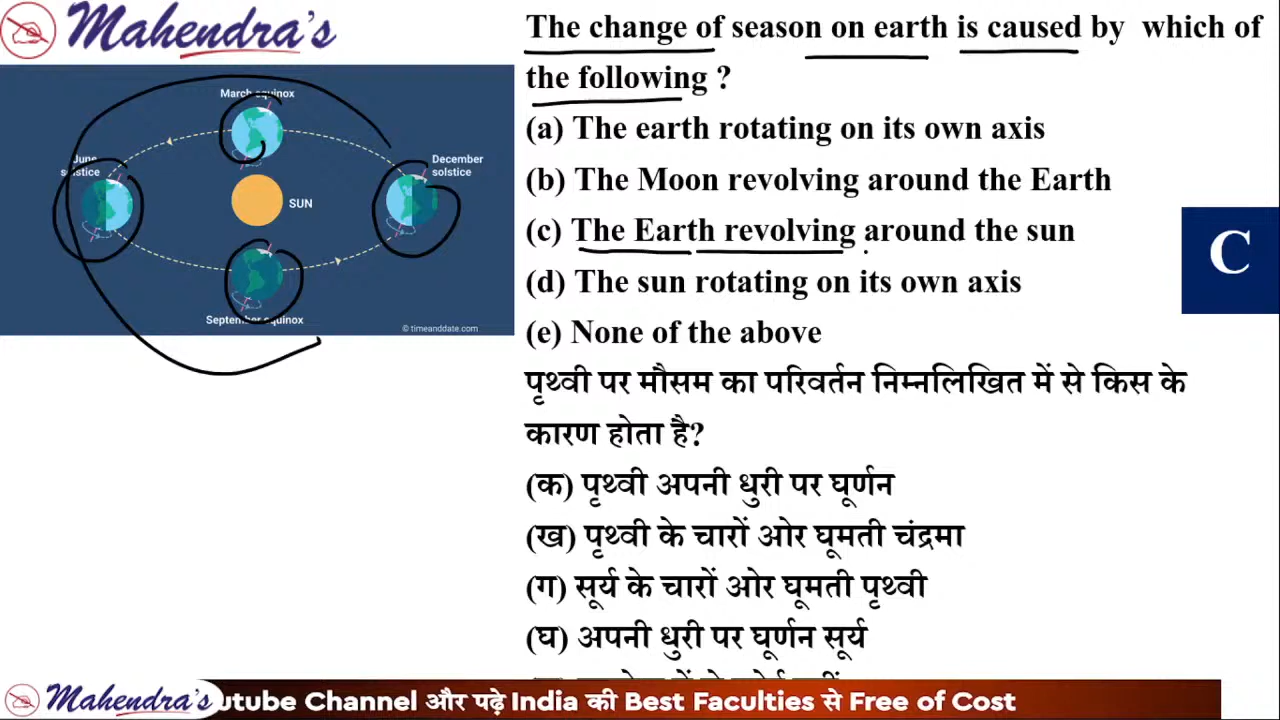 Mahendra's
The change of season on earth is caused by which of
the following ?
(a) The earth rotating on its own axis
(b) The Moon revolving around the Earth
(c) The Earth revolving around the sun
(d) The sun rotating on its own axis
(e) None of the above
पृथ्वी पर मौसम का परिवर्तन निम्नलिखित में से किस के
कारण होता है?
(क) पृथ्वी अपनी धुरी पर घूर्णन
(ख) पृथ्वी के चारों ओर घूमती चंद्रमा
(ग) सूर्य के चारों ओर घूमती पृथ्वी
(घ) अपनी धुरी पर घूर्णन सूर्य
March equinox
June
solstice
December
solstice
SUN
September equinox
© timeanddate.com
C
Mahendra's
utube Channel और पढ़े India की Best Faculties से Free of Cost